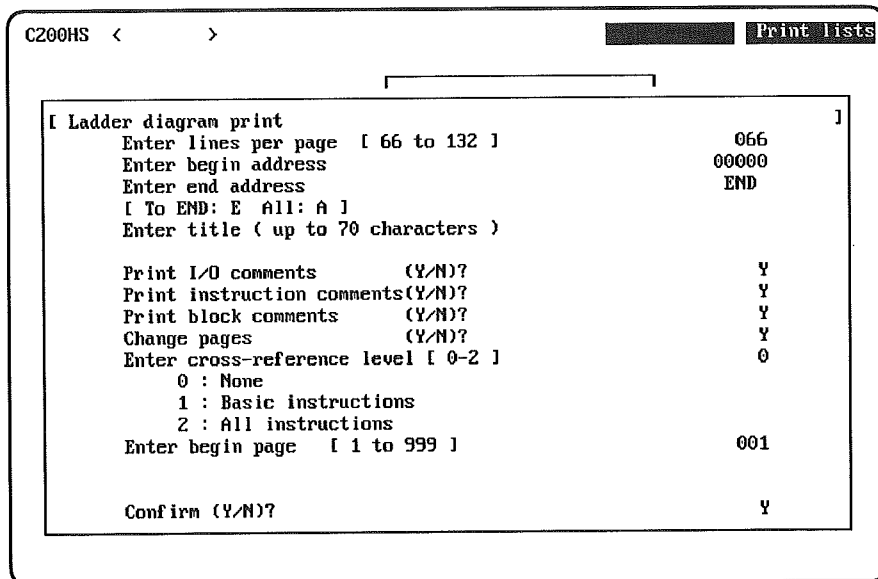 C200HS < > Print lists
[ Ladder diagram print ]
Enter lines per page [ 66 to 132 ] 066
Enter begin address 00000
Enter end address END
[ To END: E All: A ]
Enter title ( up to 70 characters )
Print I/O comments (Y/N)? Y
Print instruction comments(Y/N)? Y
Print block comments (Y/N)? Y
Change pages (Y/N)? Y
Enter cross-reference level [ 0-2 ] 0
0 : None
1 : Basic instructions
2 : All instructions
Enter begin page [ 1 to 999 ] 001
Confirm (Y/N)? Y